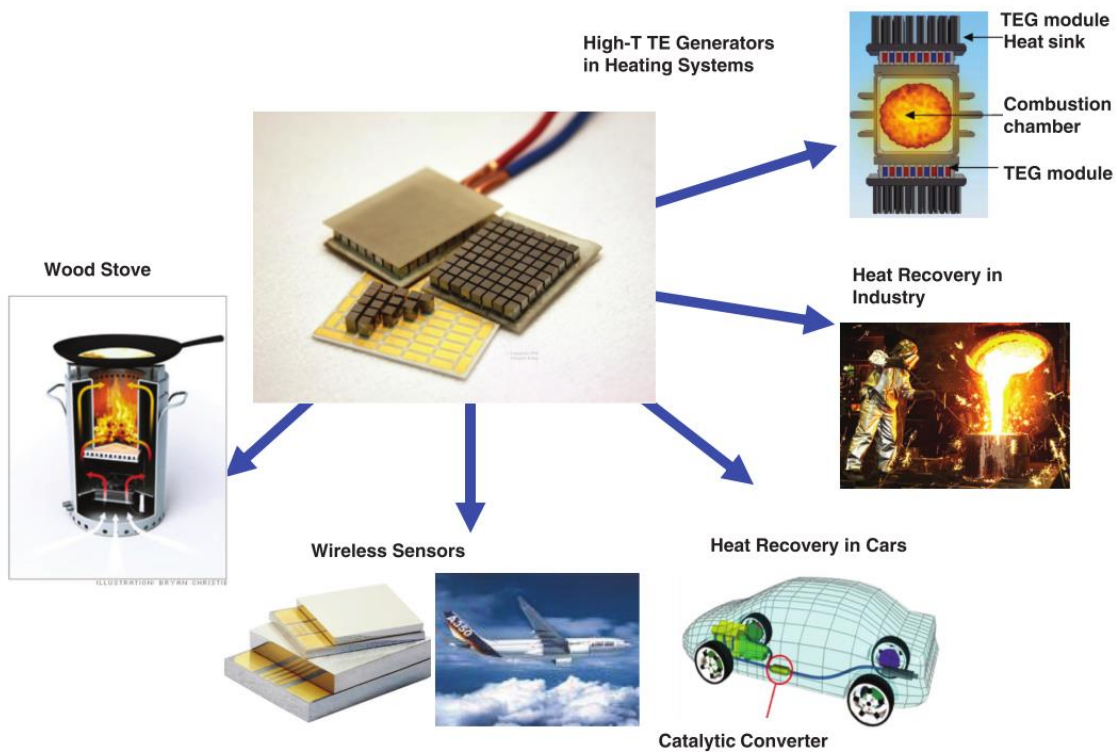 High-T TE Generators
in Heating Systems
TEG module
Heat sink
Combustion
chamber
TEG module
Wood Stove
Heat Recovery in
Industry
ILLUSTRATION: BRYAN CHRISTIE
Wireless Sensors
Heat Recovery in Cars
A350
Catalytic Converter